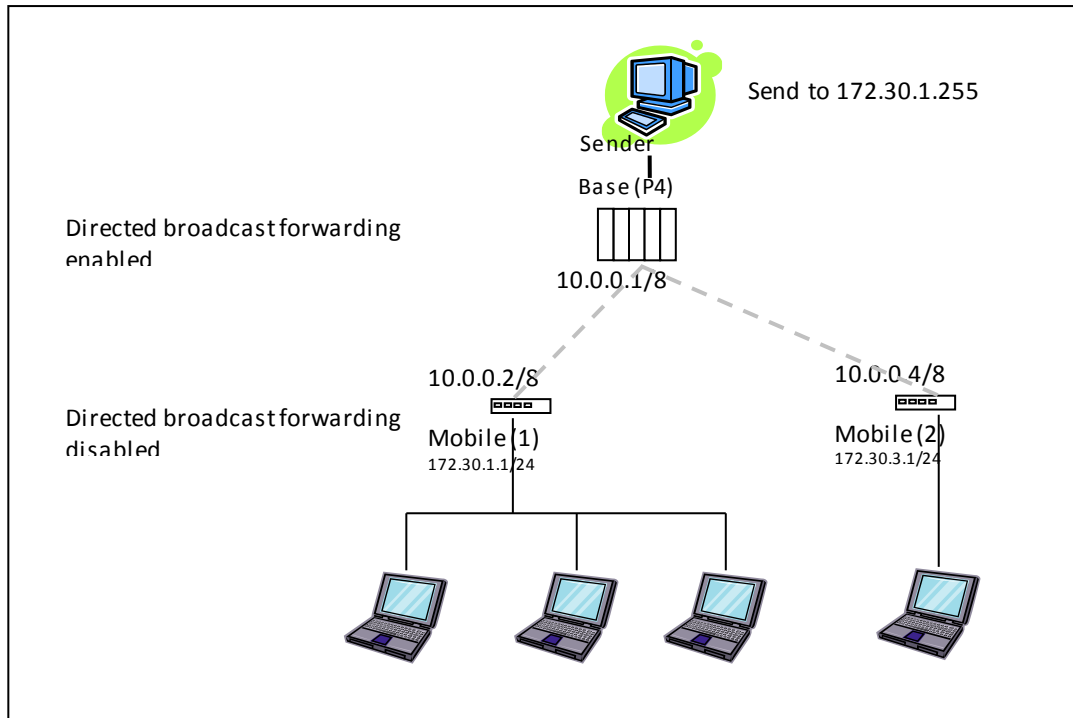 Send to 172.30.1.255
Sender
Base (P4)
Directed broadcast forwarding
enabled
10.0.0.1/8
10.0.0.2/8
10.0.0.4/8
Directed broadcast forwarding
disabled
Mobile (1)
172.30.1.1/24
Mobile (2)
172.30.3.1/24